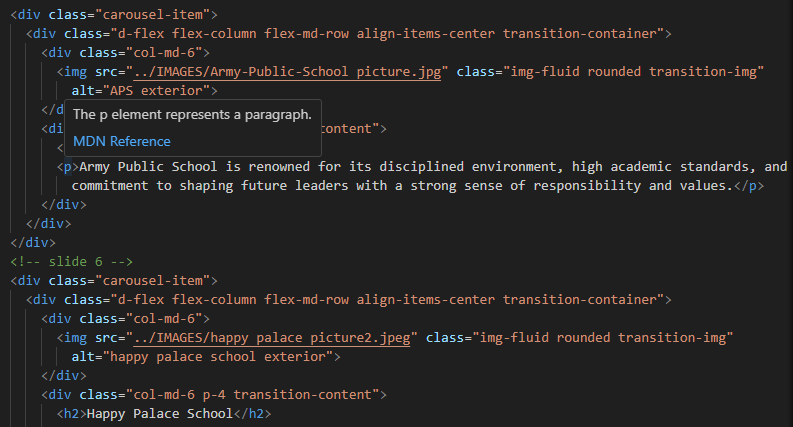 <div class="carousel-item">
<div class="d-flex flex-column flex-md-row align-items-center transition-container">
<div class="col-md-6">
<img src="../IMAGES/Army-Public-School picture.jpg" class="img-fluid rounded transition-img"
alt="APS exterior">
</d
The p element represents a paragraph.
<di
content">
MDN Reference
<
<p>Army Public School is renowned for its disciplined environment, high academic standards, and
commitment to shaping future leaders with a strong sense of responsibility and values.</p>
</div>
</div>
</div>
<!-- slide 6 -->
<div class="carousel-item">
<div class="d-flex flex-column flex-md-row align-items-center transition-container">
<div class="col-md-6">
<img src="../IMAGES/happy palace picture2.jpeg" class="img-fluid rounded transition-img"
alt="happy palace school exterior">
</div>
<div class="col-md-6 p-4 transition-content">
<h2>Happy Palace School</h2>